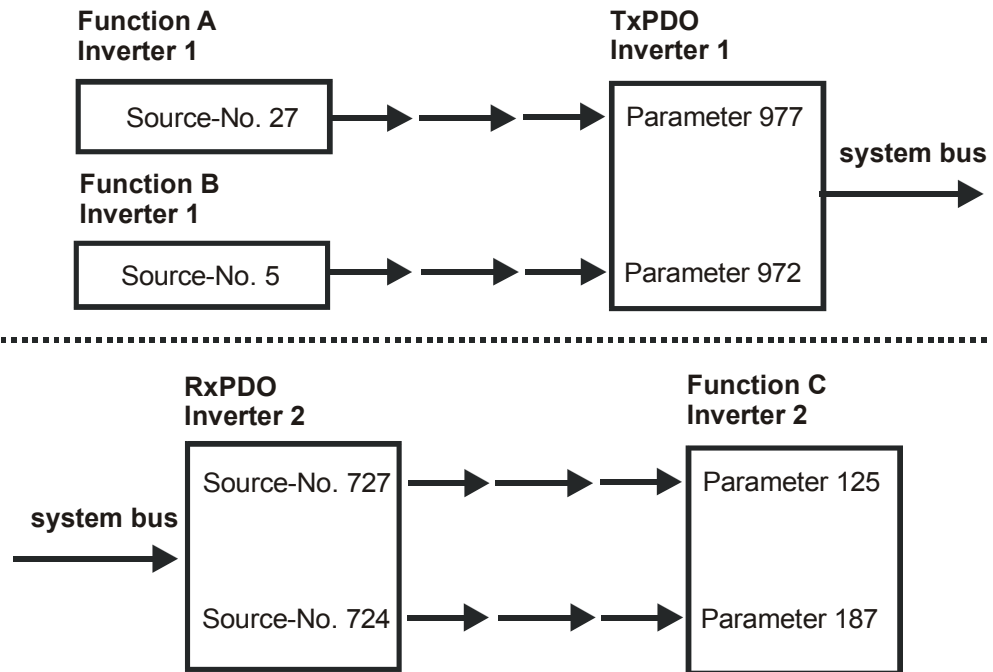 Function A
Inverter 1
Source-No. 27
Function B
Inverter 1
Source-No. 5
TxPDO
Inverter 1
Parameter 977
Parameter 972
system bus
RxPDO
Inverter 2
system bus
Source-No. 727
Source-No. 724
Function C
Inverter 2
Parameter 125
Parameter 187